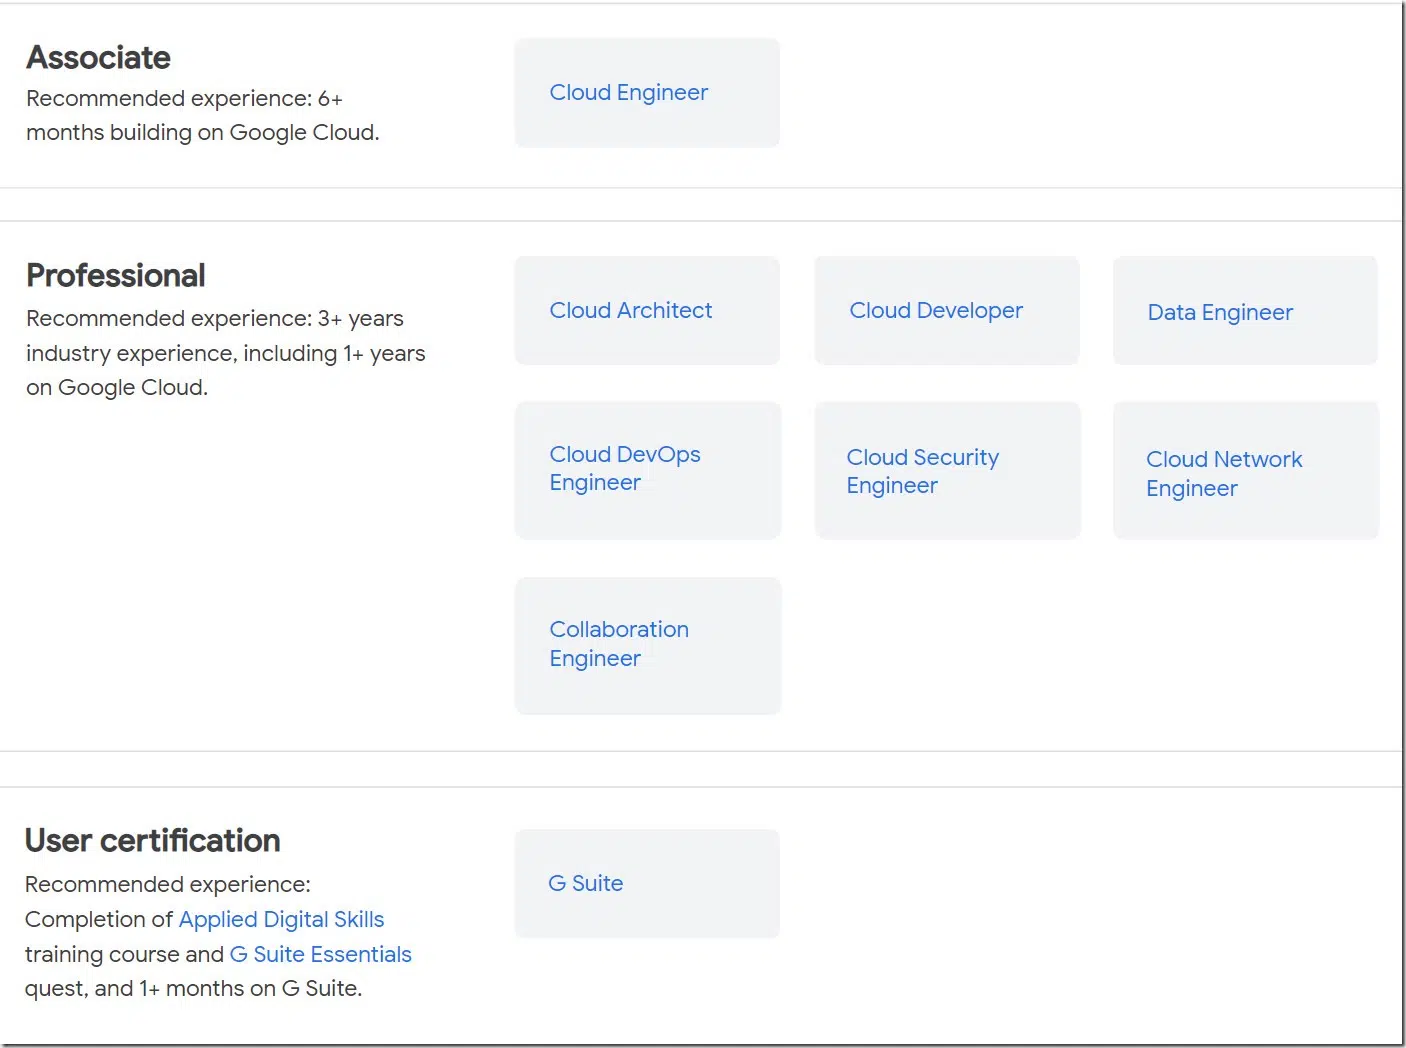 Associate
Recommended experience: 6+
months building on Google Cloud.
Cloud Engineer
Professional
Recommended experience: 3+ years
industry experience, including 1+ years
on Google Cloud.
Cloud Architect
Cloud Developer
Data Engineer
Cloud DevOps
Engineer
Cloud Security
Engineer
Cloud Network
Engineer
Collaboration
Engineer
User certification
Recommended experience:
Completion of Applied Digital Skills
training course and G Suite Essentials
quest, and 1+ months on G Suite.
G Suite